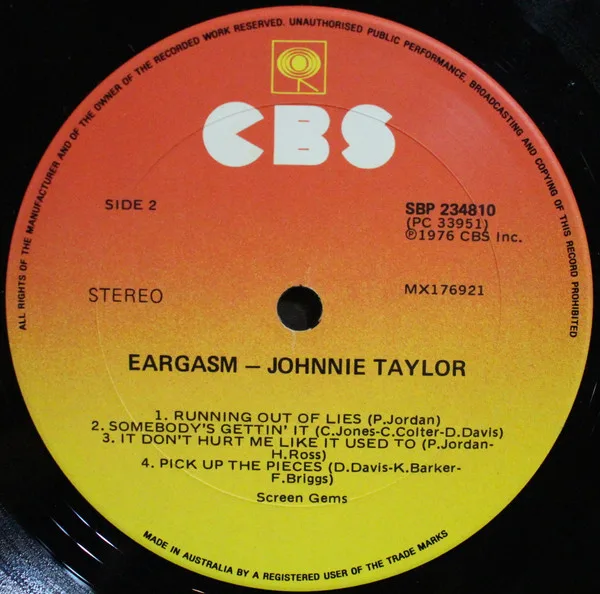 ALL RIGHTS OF THE MANUFACTURER AND OF THE OWNER OF THE RECORDED WORK RESERVED. UNAUTHORISED PUBLIC PERFORMANCE, BROADCASTING AND COPYING OF THIS RECORD PROHIBITED
CBS
SIDE 2
SBP 234810
(PC 33951)
℗1976 CBS Inc.
STEREO
MX176921
EARGASM – JOHNNIE TAYLOR
1. RUNNING OUT OF LIES (P.Jordan)
2. SOMEBODY'S GETTIN' IT (C.Jones-C.Colter-D.Davis)
3. IT DON'T HURT ME LIKE IT USED TO (P.Jordan-
H.Ross)
4. PICK UP THE PIECES (D.Davis-K.Barker-
F.Briggs)
Screen Gems
MADE IN AUSTRALIA BY A REGISTERED USER OF THE TRADE MARKS